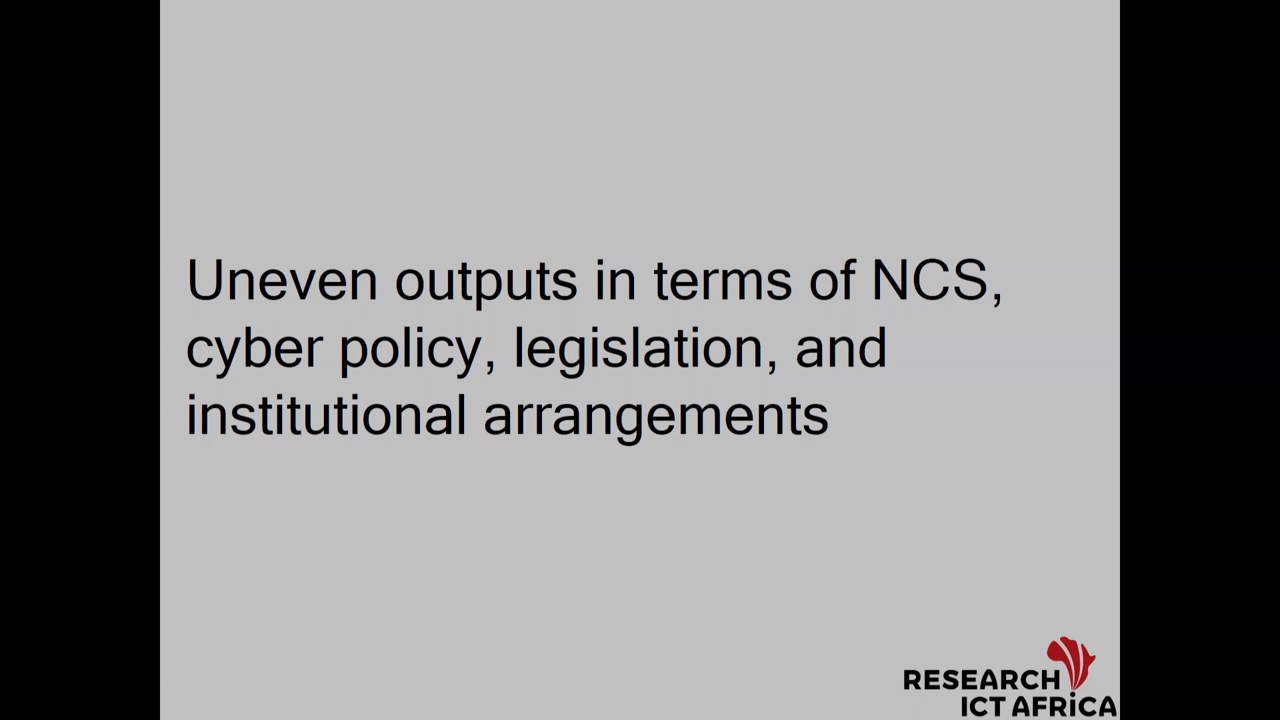 Uneven outputs in terms of NCS,
cyber policy, legislation, and
institutional arrangements
RESEARCH
ICT AFRiCA